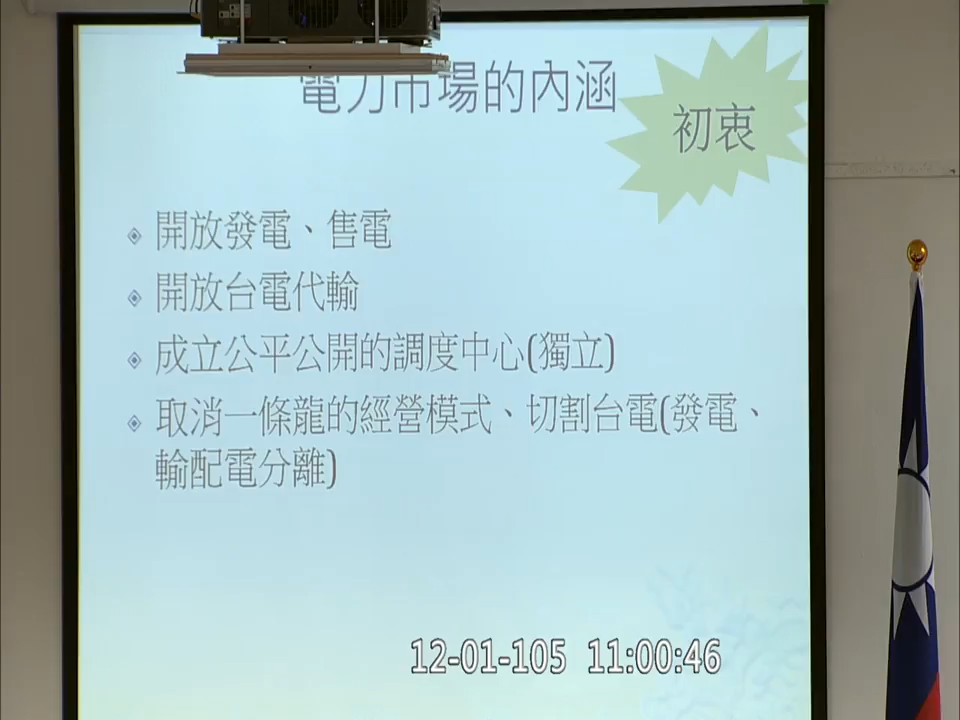 電力市場的內涵
初衷
開放發電、售電
開放台電代輸
成立公平公開的調度中心(獨立)
取消一條龍的經營模式、切割台電(發電、
輸配電分離)
12-01-105 11:00:46